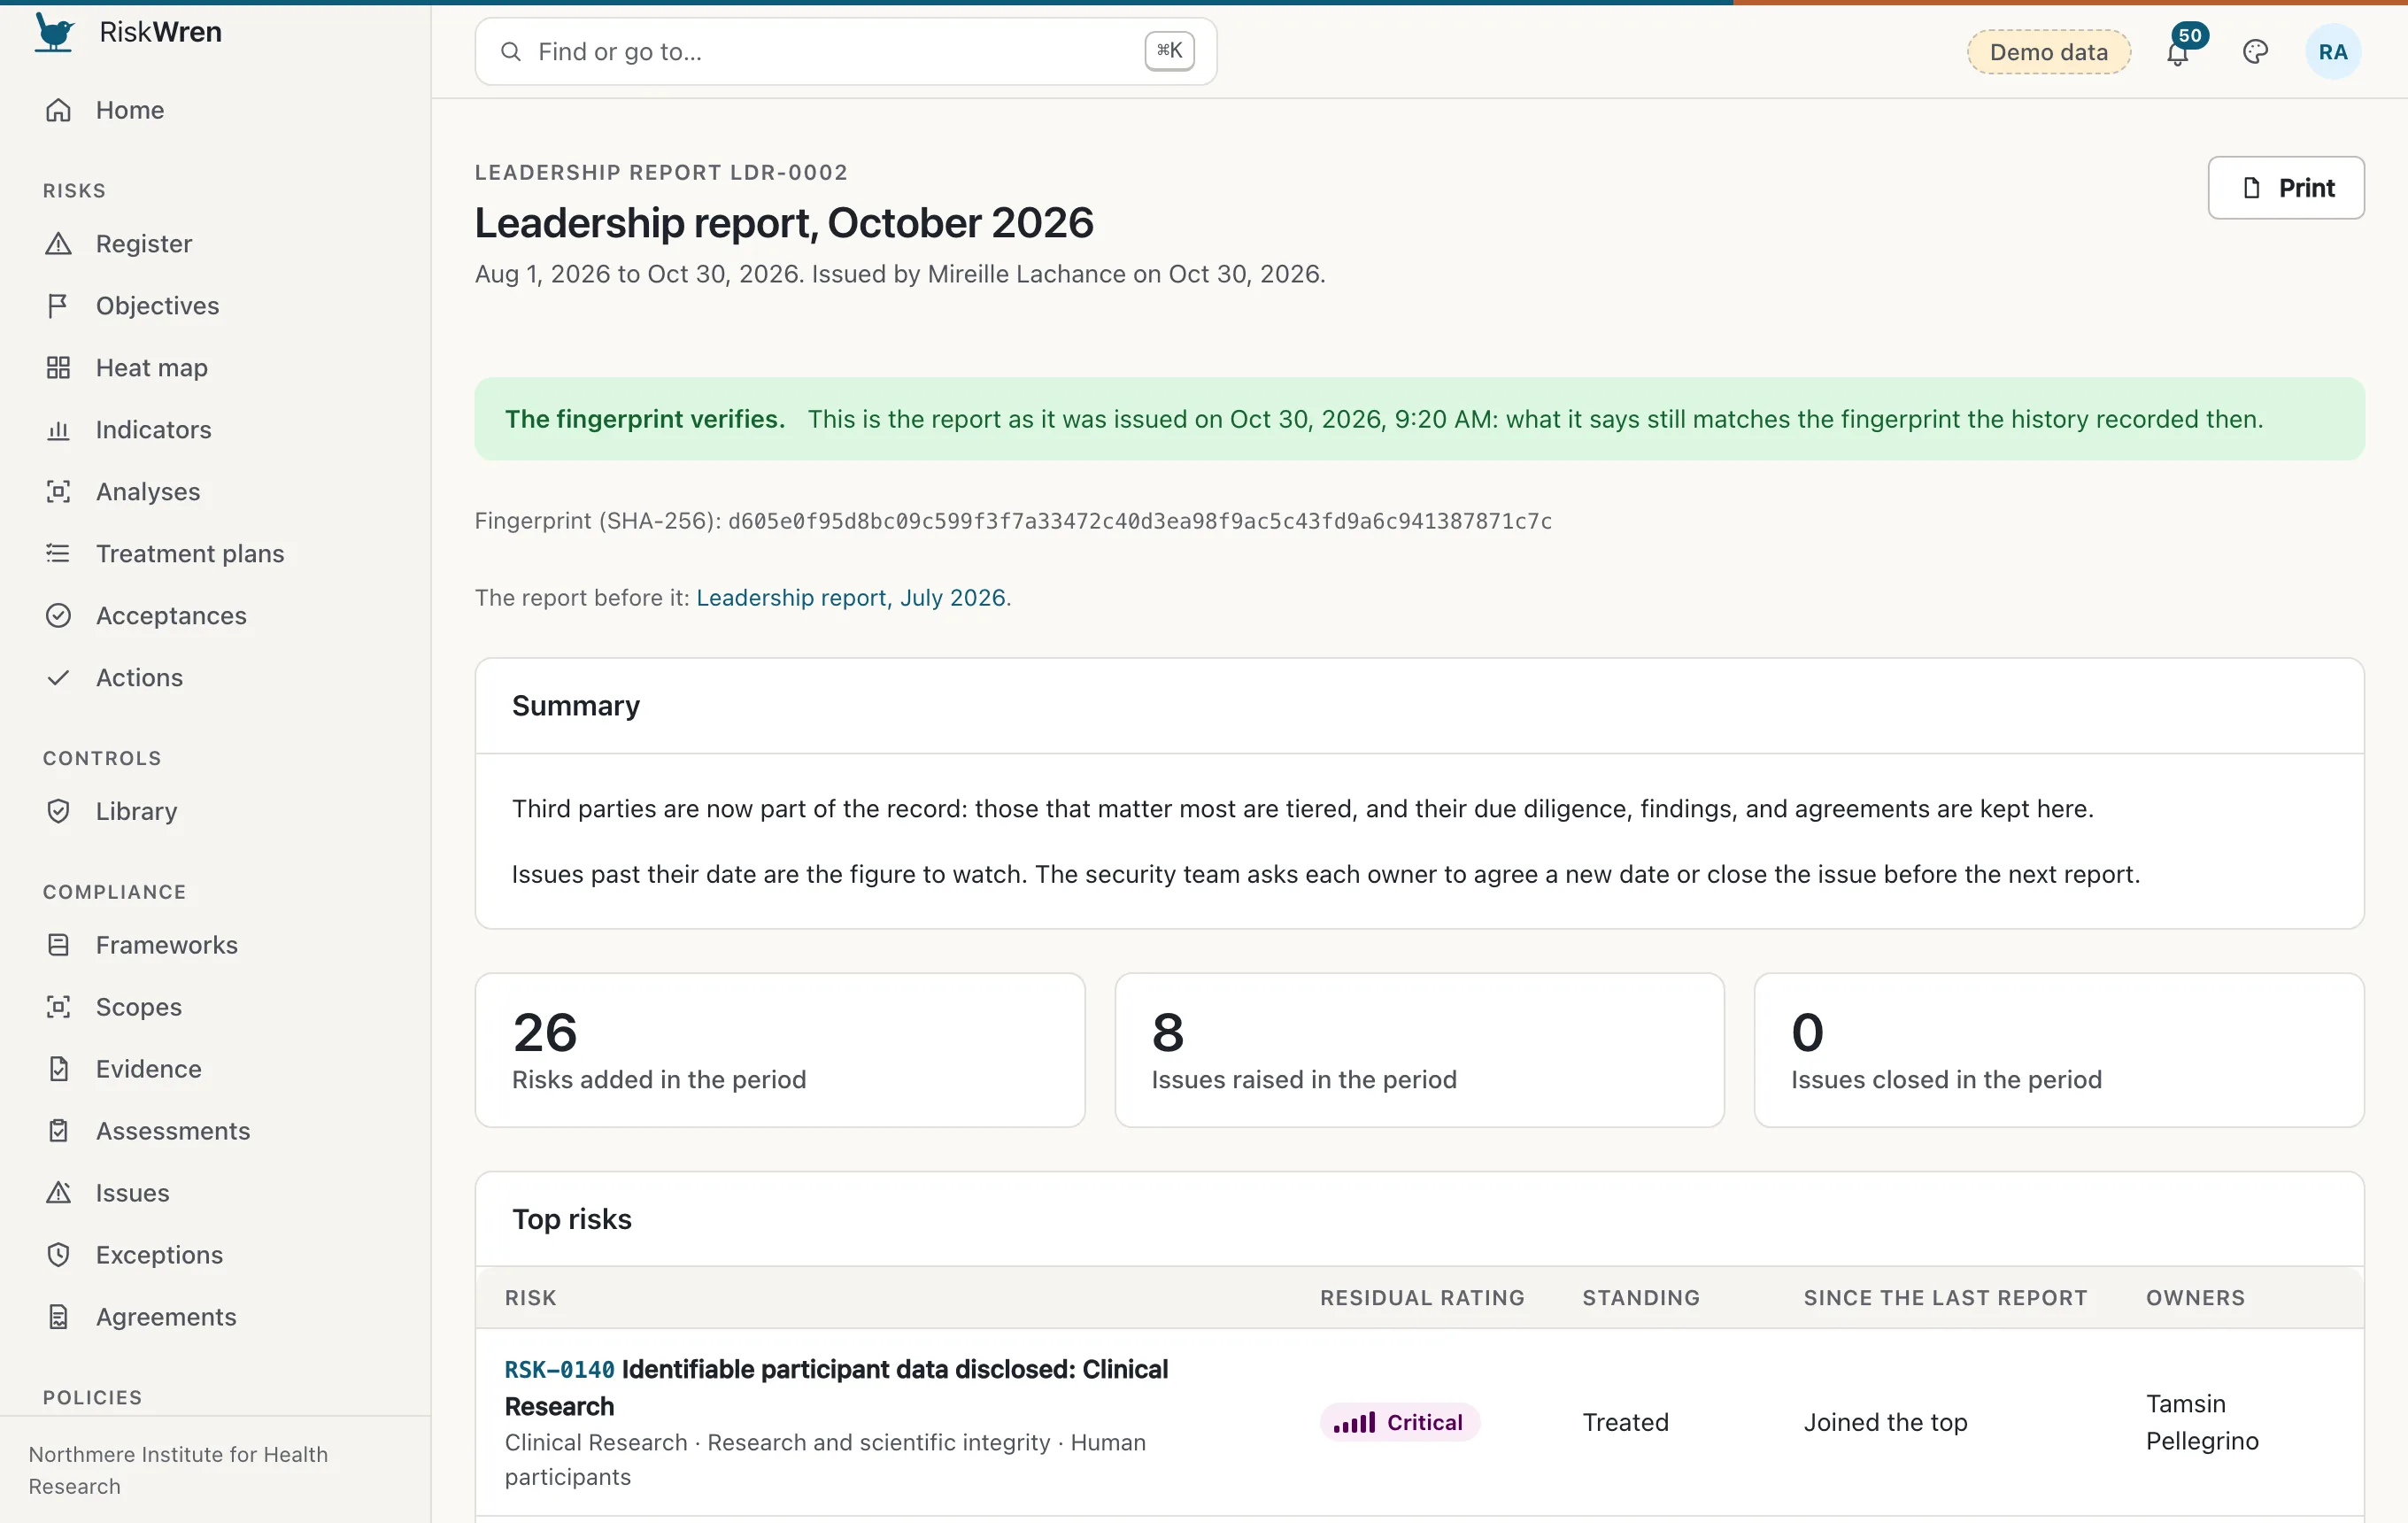 RiskWren
Find or go to...
⌘K
Demo data
50
RA
Home
RISKS
Register
Objectives
Heat map
Indicators
Analyses
Treatment plans
Acceptances
Actions
CONTROLS
Library
COMPLIANCE
Frameworks
Scopes
Evidence
Assessments
Issues
Exceptions
Agreements
POLICIES
Northmere Institute for Health
Research
LEADERSHIP REPORT LDR-0002
Leadership report, October 2026
Aug 1, 2026 to Oct 30, 2026. Issued by Mireille Lachance on Oct 30, 2026.
Print
The fingerprint verifies. This is the report as it was issued on Oct 30, 2026, 9:20 AM: what it says still matches the fingerprint the history recorded then.
Fingerprint (SHA-256): d605e0f95d8bc09c599f3f7a33472c40d3ea98f9ac5c43fd9a6c941387871c7c
The report before it: Leadership report, July 2026.
Summary
Third parties are now part of the record: those that matter most are tiered, and their due diligence, findings, and agreements are kept here.
Issues past their date are the figure to watch. The security team asks each owner to agree a new date or close the issue before the next report.
26
Risks added in the period
8
Issues raised in the period
0
Issues closed in the period
Top risks
RISK RESIDUAL RATING STANDING SINCE THE LAST REPORT OWNERS
RSK-0140 Identifiable participant data disclosed: Clinical
Research
Clinical Research · Research and scientific integrity · Human
participants
Critical
Treated
Joined the top
Tamsin
Pellegrino